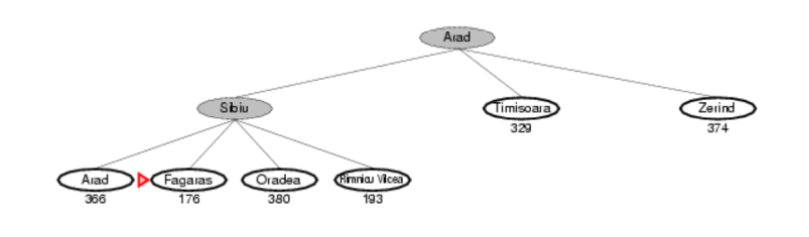 Arad
Sibiu
Timisoara
Zerind
329
374
Arad
Fagaras
Oradea
Rimnicu Vilcea
366
176
380
193